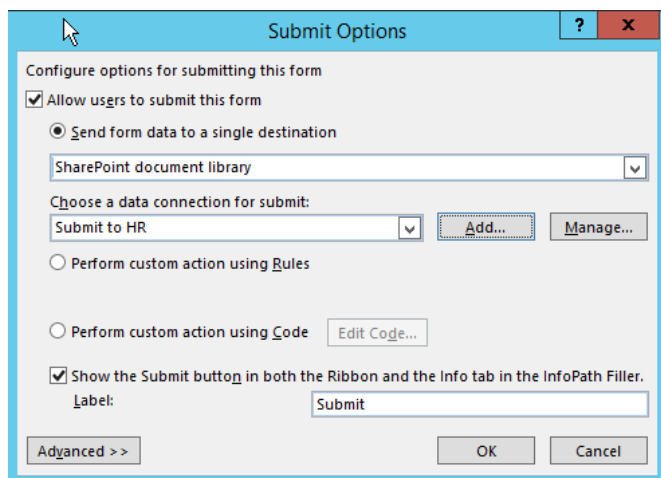 Submit Options
? x
Configure options for submitting this form
Allow users to submit this form
Send form data to a single destination
SharePoint document library
Choose a data connection for submit:
Submit to HR Add... Manage...
Perform custom action using Rules
Perform custom action using Code Edit Code...
Show the Submit button in both the Ribbon and the Info tab in the InfoPath Filler.
Label: Submit
Advanced >> OK Cancel